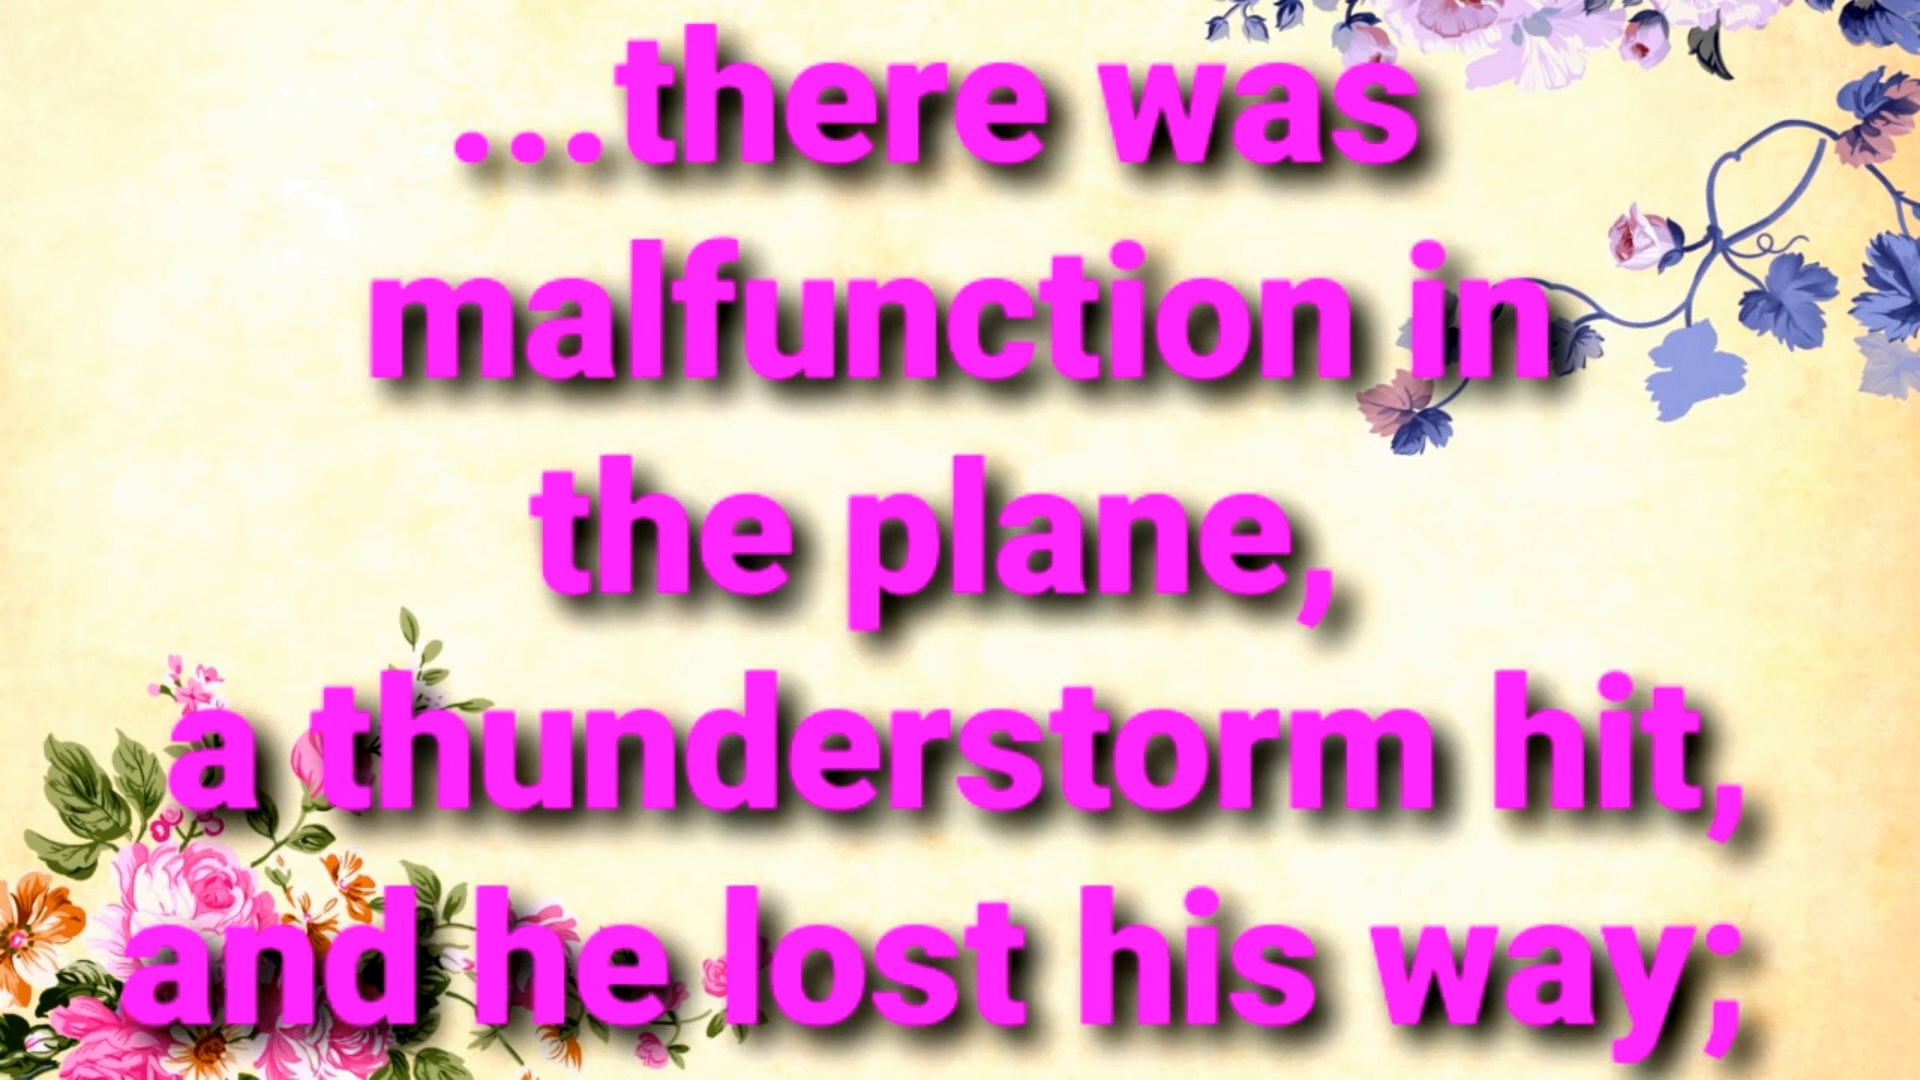 ...there was
malfunction in
the plane,
a thunderstorm hit,
and he lost his way;